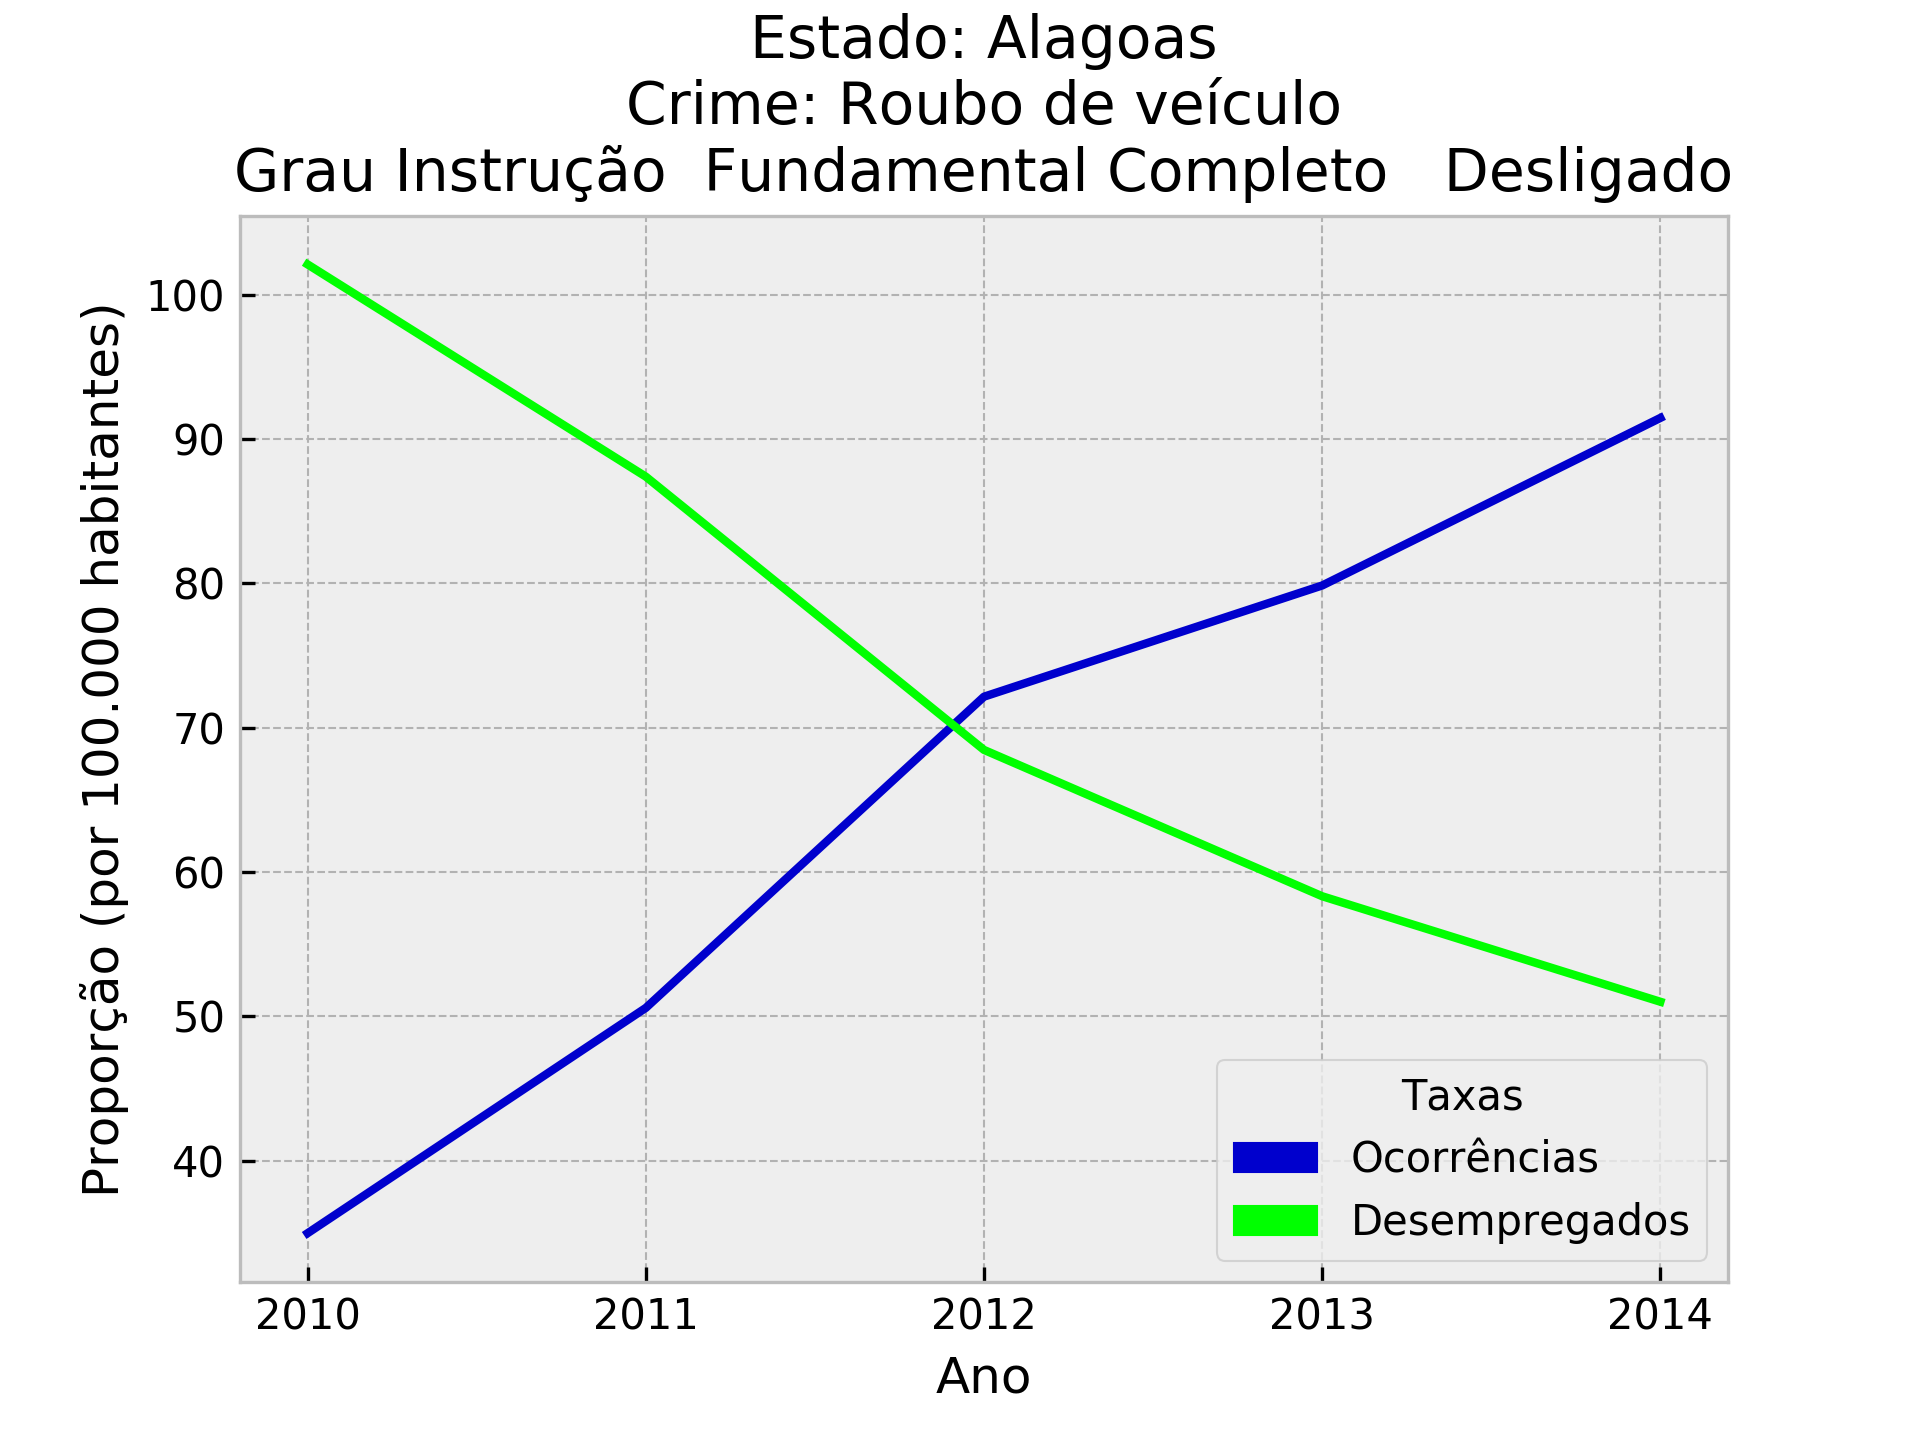 Estado: Alagoas
Crime: Roubo de veículo
Grau Instrução  Fundamental Completo   Desligado
Proporção (por 100.000 habitantes)
100
90
80
70
60
50
40
Taxas
Ocorrências
Desempregados
2010 2011 2012 2013 2014
Ano